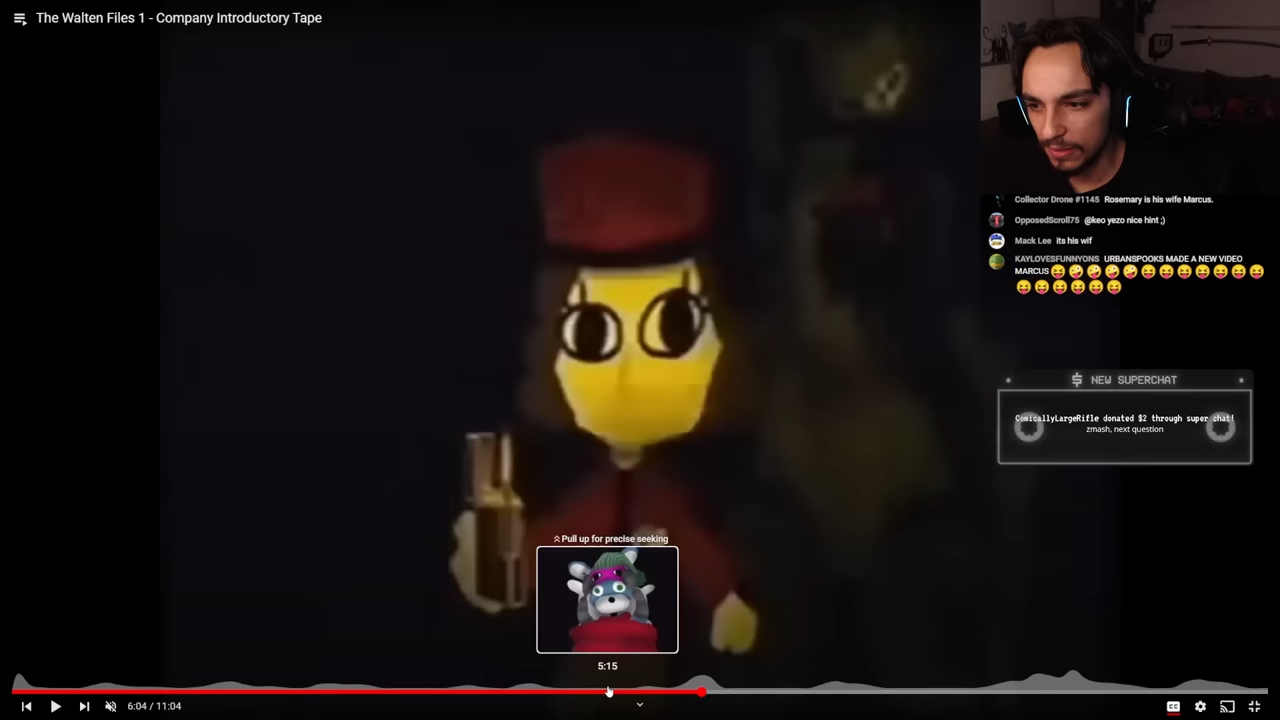 The Walten Files 1 - Company Introductory Tape
Collector Drone #1145 Rosemary is his wife Marcus.
OpposedScroll75 @keo yezo nice hint ;)
Mack Lee its his wif
KAYLOVESFUNNYONS URBANSPOOKS MADE A NEW VIDEO
MARCUS 😝🤪🤪🤪🤪😝😝😝😝😝😝😝
😝😝😝😝😝😝
$ NEW SUPERCHAT
ComicallyLargeRifle donated $2 through super chat!
zmash, next question
Pull up for precise seeking
5:15
6:04 / 11:04
CC